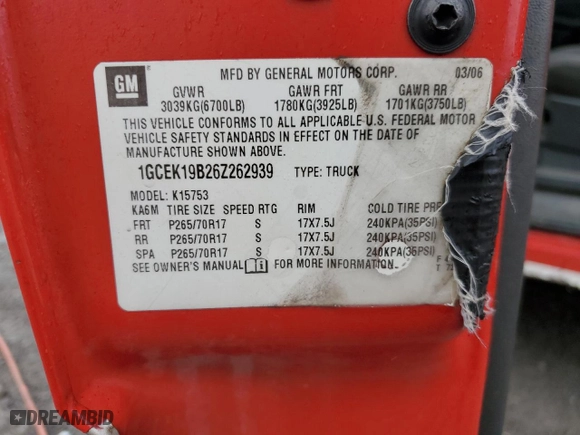 GM
MFD BY GENERAL MOTORS CORP. 03/06
GVWR GAWR FRT GAWR RR
3039KG(6700LB) 1780KG(3925LB) 1701KG(3750LB)
THIS VEHICLE CONFORMS TO ALL APPLICABLE U.S. FEDERAL MOTOR
VEHICLE SAFETY STANDARDS IN EFFECT ON THE DATE OF
MANUFACTURE SHOWN ABOVE.
1GCEK19B26Z262939 TYPE: TRUCK
MODEL: K15753
KA6M TIRE SIZE SPEED RTG RIM COLD TIRE PR
FRT P265/70R17 S 17X7.5J 240KPA(35PSI)
RR P265/70R17 S 17X7.5J 240KPA(35PSI)
SPA P265/70R17 S 17X7.5J 240KPA(35PSI)
SEE OWNER'S MANUAL FOR MORE INFORMATION.
DREAMBID